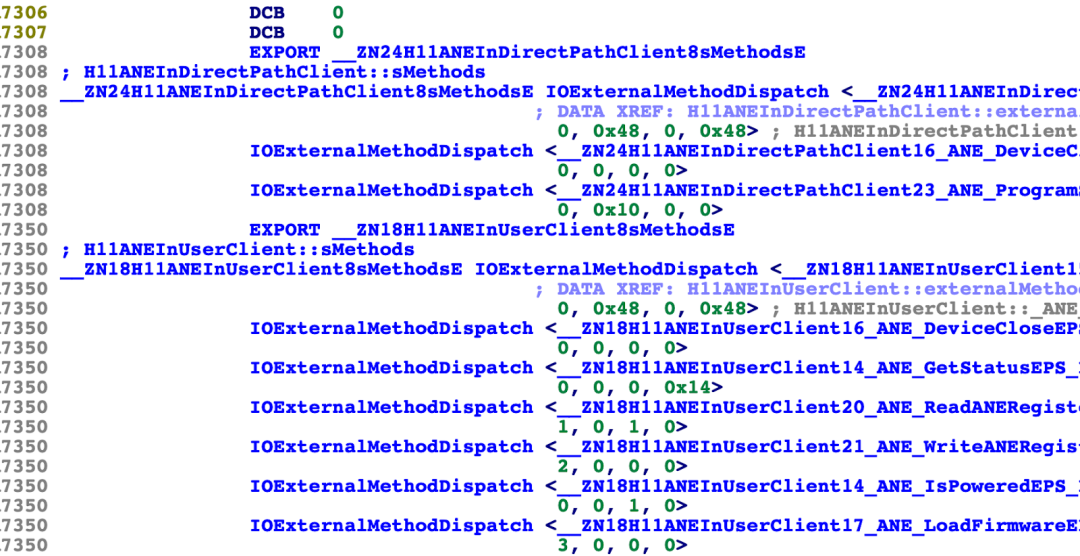 7306 DCB 0
7307 DCB 0
7308 EXPORT __ZN24H11ANEInDirectPathClient8sMethodsE
7308 ; H11ANEInDirectPathClient::sMethods
7308 __ZN24H11ANEInDirectPathClient8sMethodsE IOExternalMethodDispatch <__ZN24H11ANEInDirec
7308 ; DATA XREF: H11ANEInDirectPathClient::externa
7308 0, 0x48, 0, 0x48> ; H11ANEInDirectPathClient
7308 IOExternalMethodDispatch <__ZN24H11ANEInDirectPathClient16_ANE_DeviceC
7308 0, 0, 0, 0>
7308 IOExternalMethodDispatch <__ZN24H11ANEInDirectPathClient23_ANE_Program
7308 0, 0x10, 0, 0>
7350 EXPORT __ZN18H11ANEInUserClient8sMethodsE
7350 ; H11ANEInUserClient::sMethods
7350 __ZN18H11ANEInUserClient8sMethodsE IOExternalMethodDispatch <__ZN18H11ANEInUserClient1
7350 ; DATA XREF: H11ANEInUserClient::externalMetho
7350 0, 0x48, 0, 0x48> ; H11ANEInUserClient::_ANE_
7350 IOExternalMethodDispatch <__ZN18H11ANEInUserClient16_ANE_DeviceCloseEP
7350 0, 0, 0, 0>
7350 IOExternalMethodDispatch <__ZN18H11ANEInUserClient14_ANE_GetStatusEPS_
7350 0, 0, 0, 0x14>
7350 IOExternalMethodDispatch <__ZN18H11ANEInUserClient20_ANE_ReadANERegiste
7350 1, 0, 1, 0>
7350 IOExternalMethodDispatch <__ZN18H11ANEInUserClient21_ANE_WriteANERegis
7350 2, 0, 0, 0>
7350 IOExternalMethodDispatch <__ZN18H11ANEInUserClient14_ANE_IsPoweredEPS_
7350 0, 0, 1, 0>
7350 IOExternalMethodDispatch <__ZN18H11ANEInUserClient17_ANE_LoadFirmwareE
7350 3, 0, 0, 0>